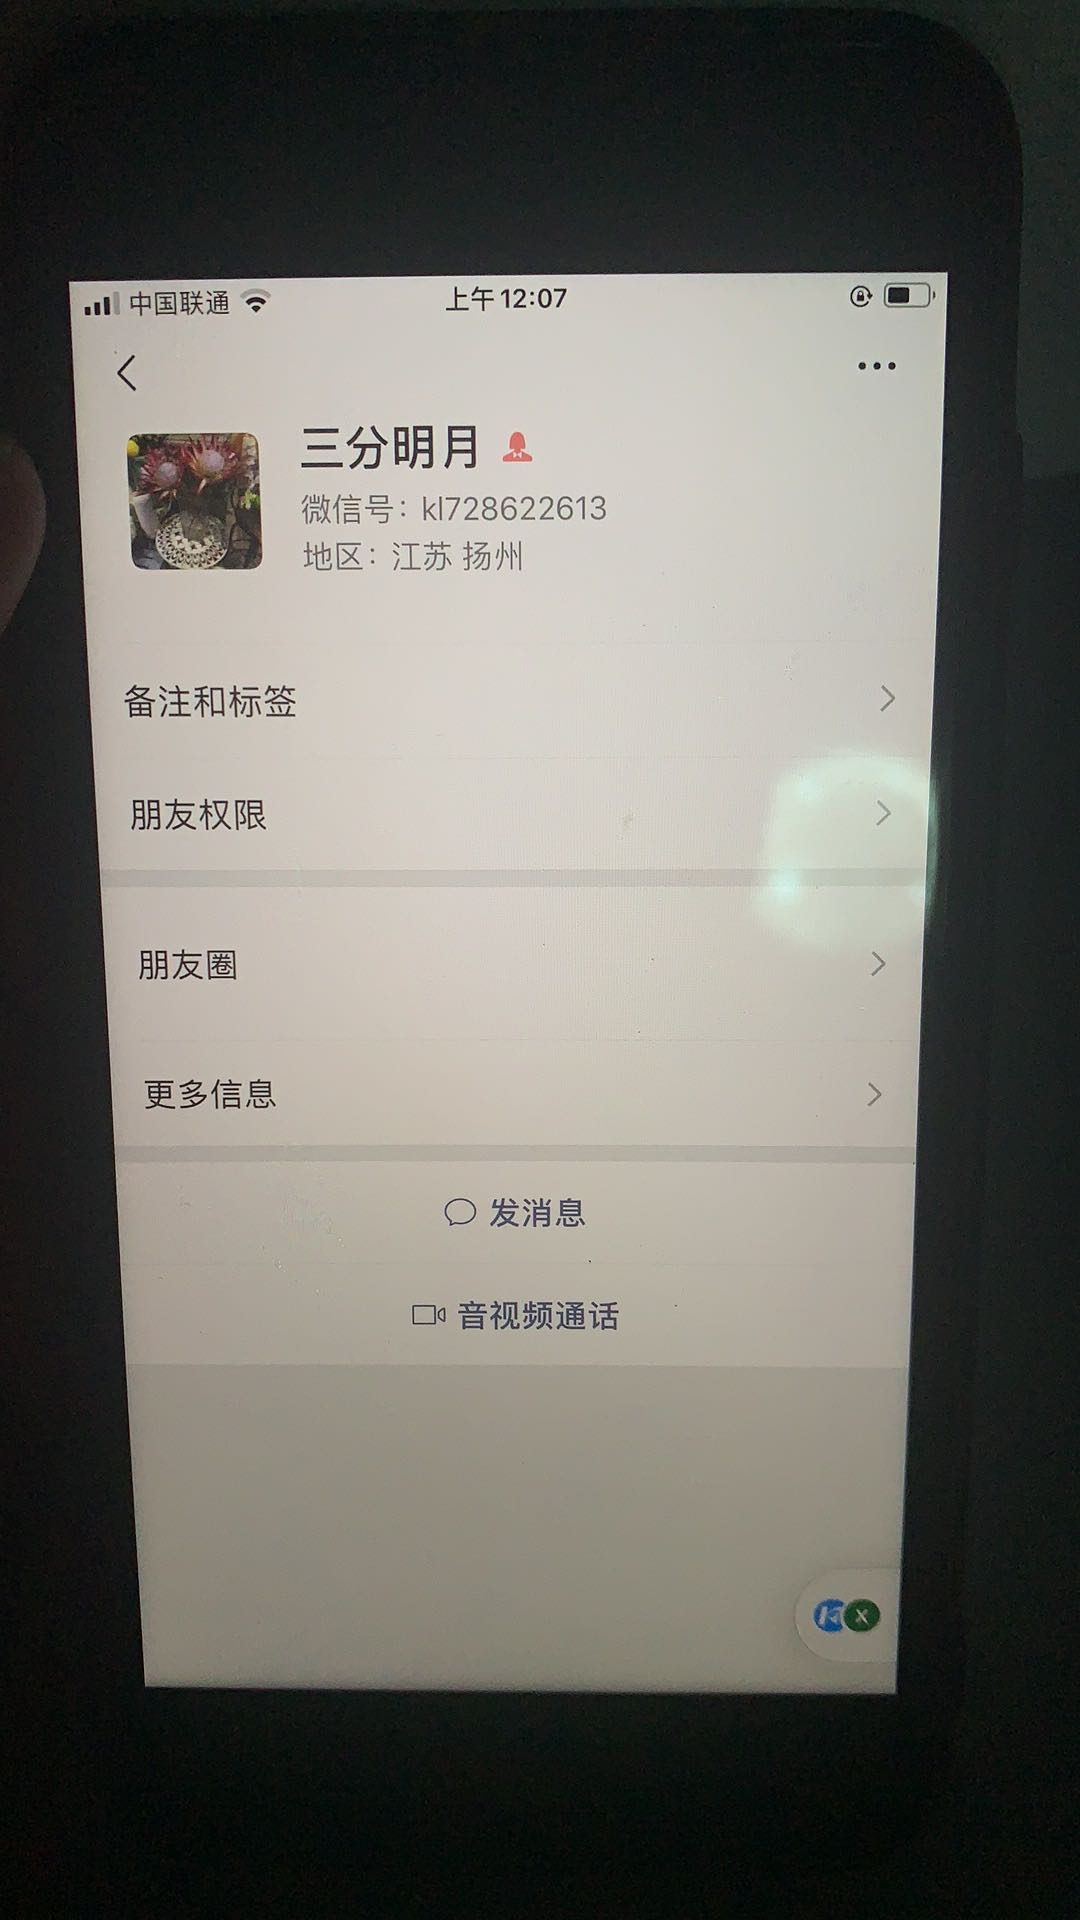 中国联通
上午12:07
三分明月
微信号：kl728622613
地区：江苏 扬州
备注和标签
朋友权限
朋友圈
更多信息
发消息
音视频通话